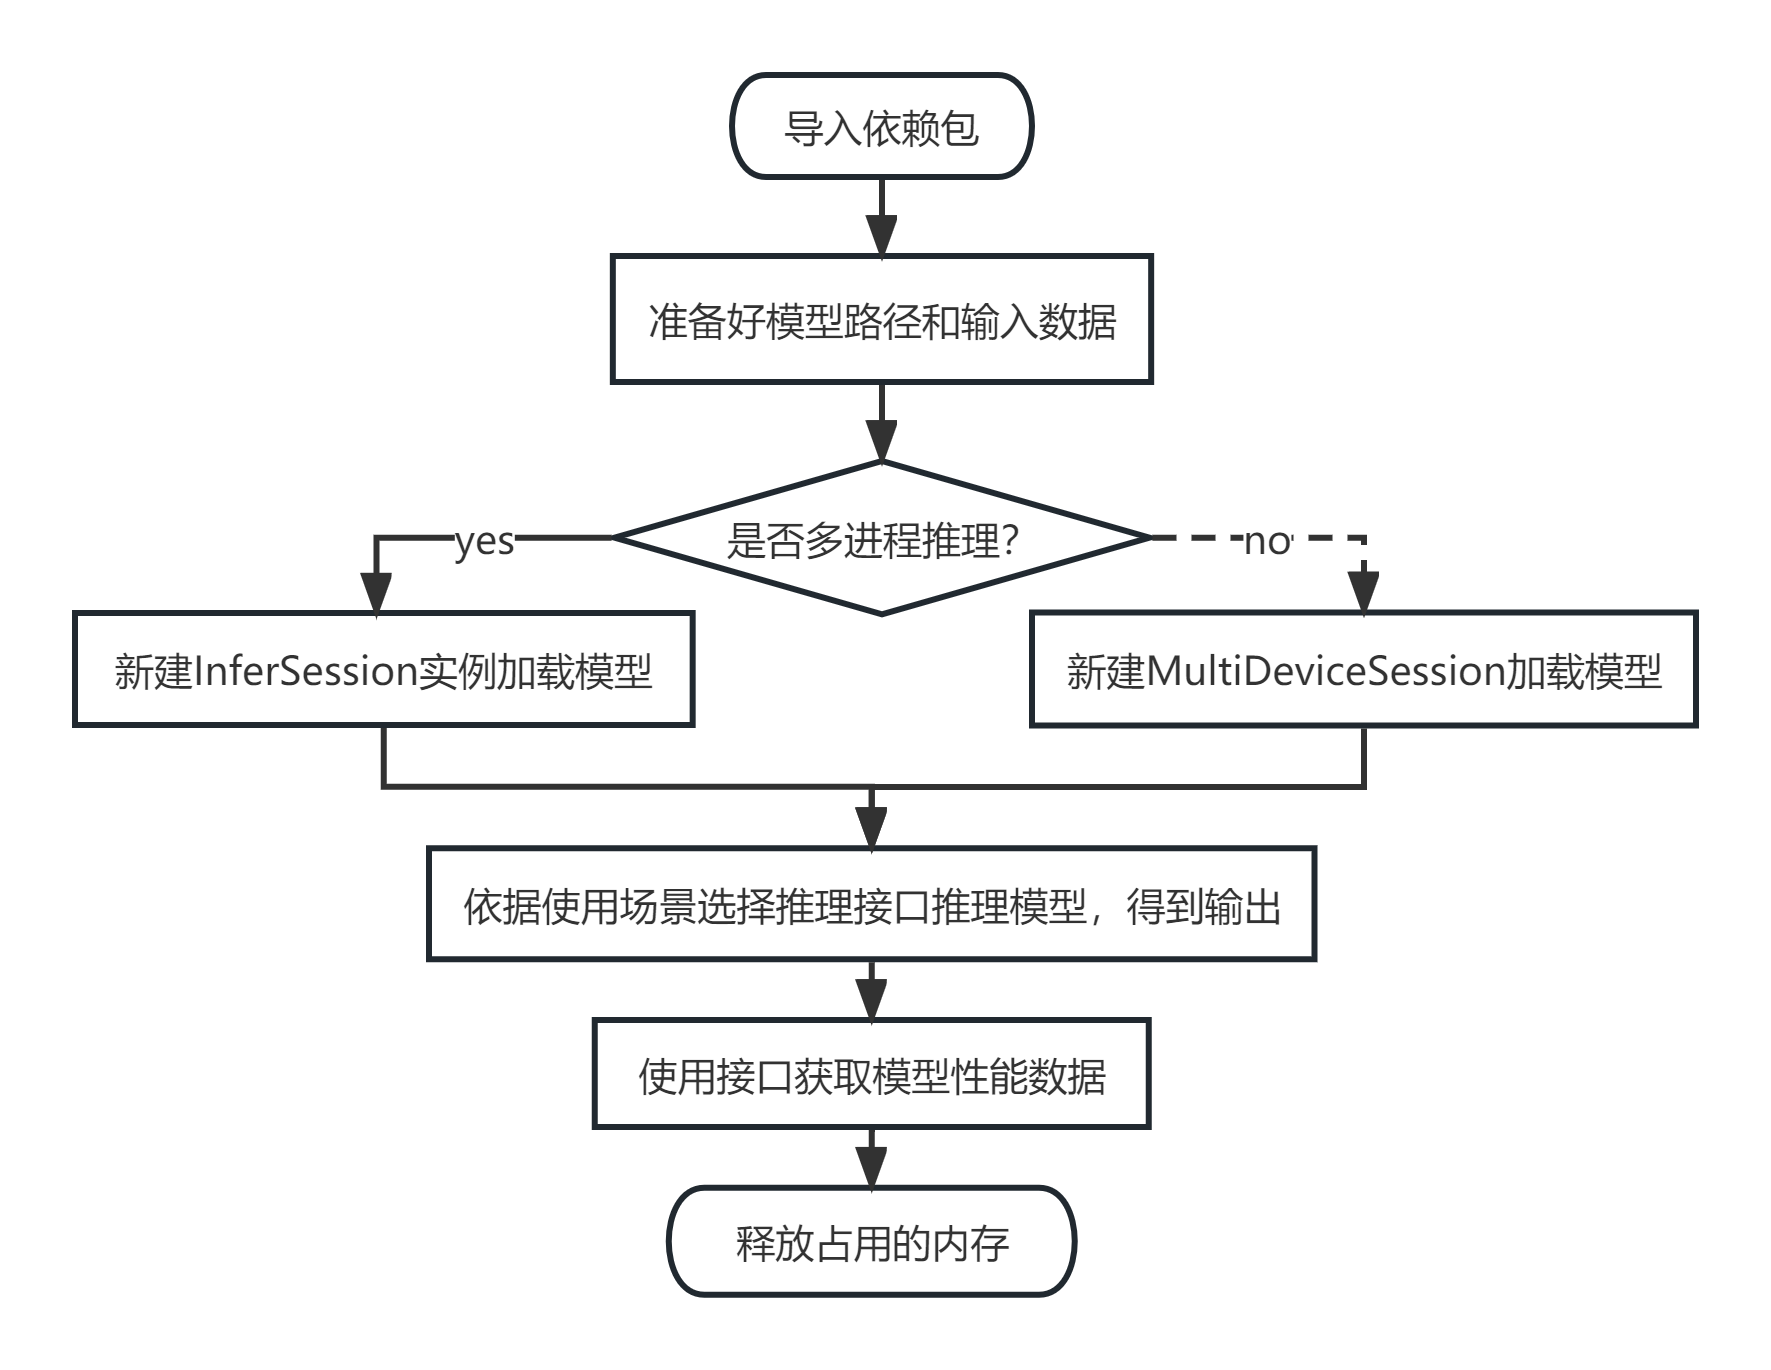 导入依赖包
准备好模型路径和输入数据
是否多进程推理?
yes
no
新建InferSession实例加载模型
新建MultiDeviceSession加载模型
依据使用场景选择推理接口推理模型，得到输出
使用接口获取模型性能数据
释放占用的内存